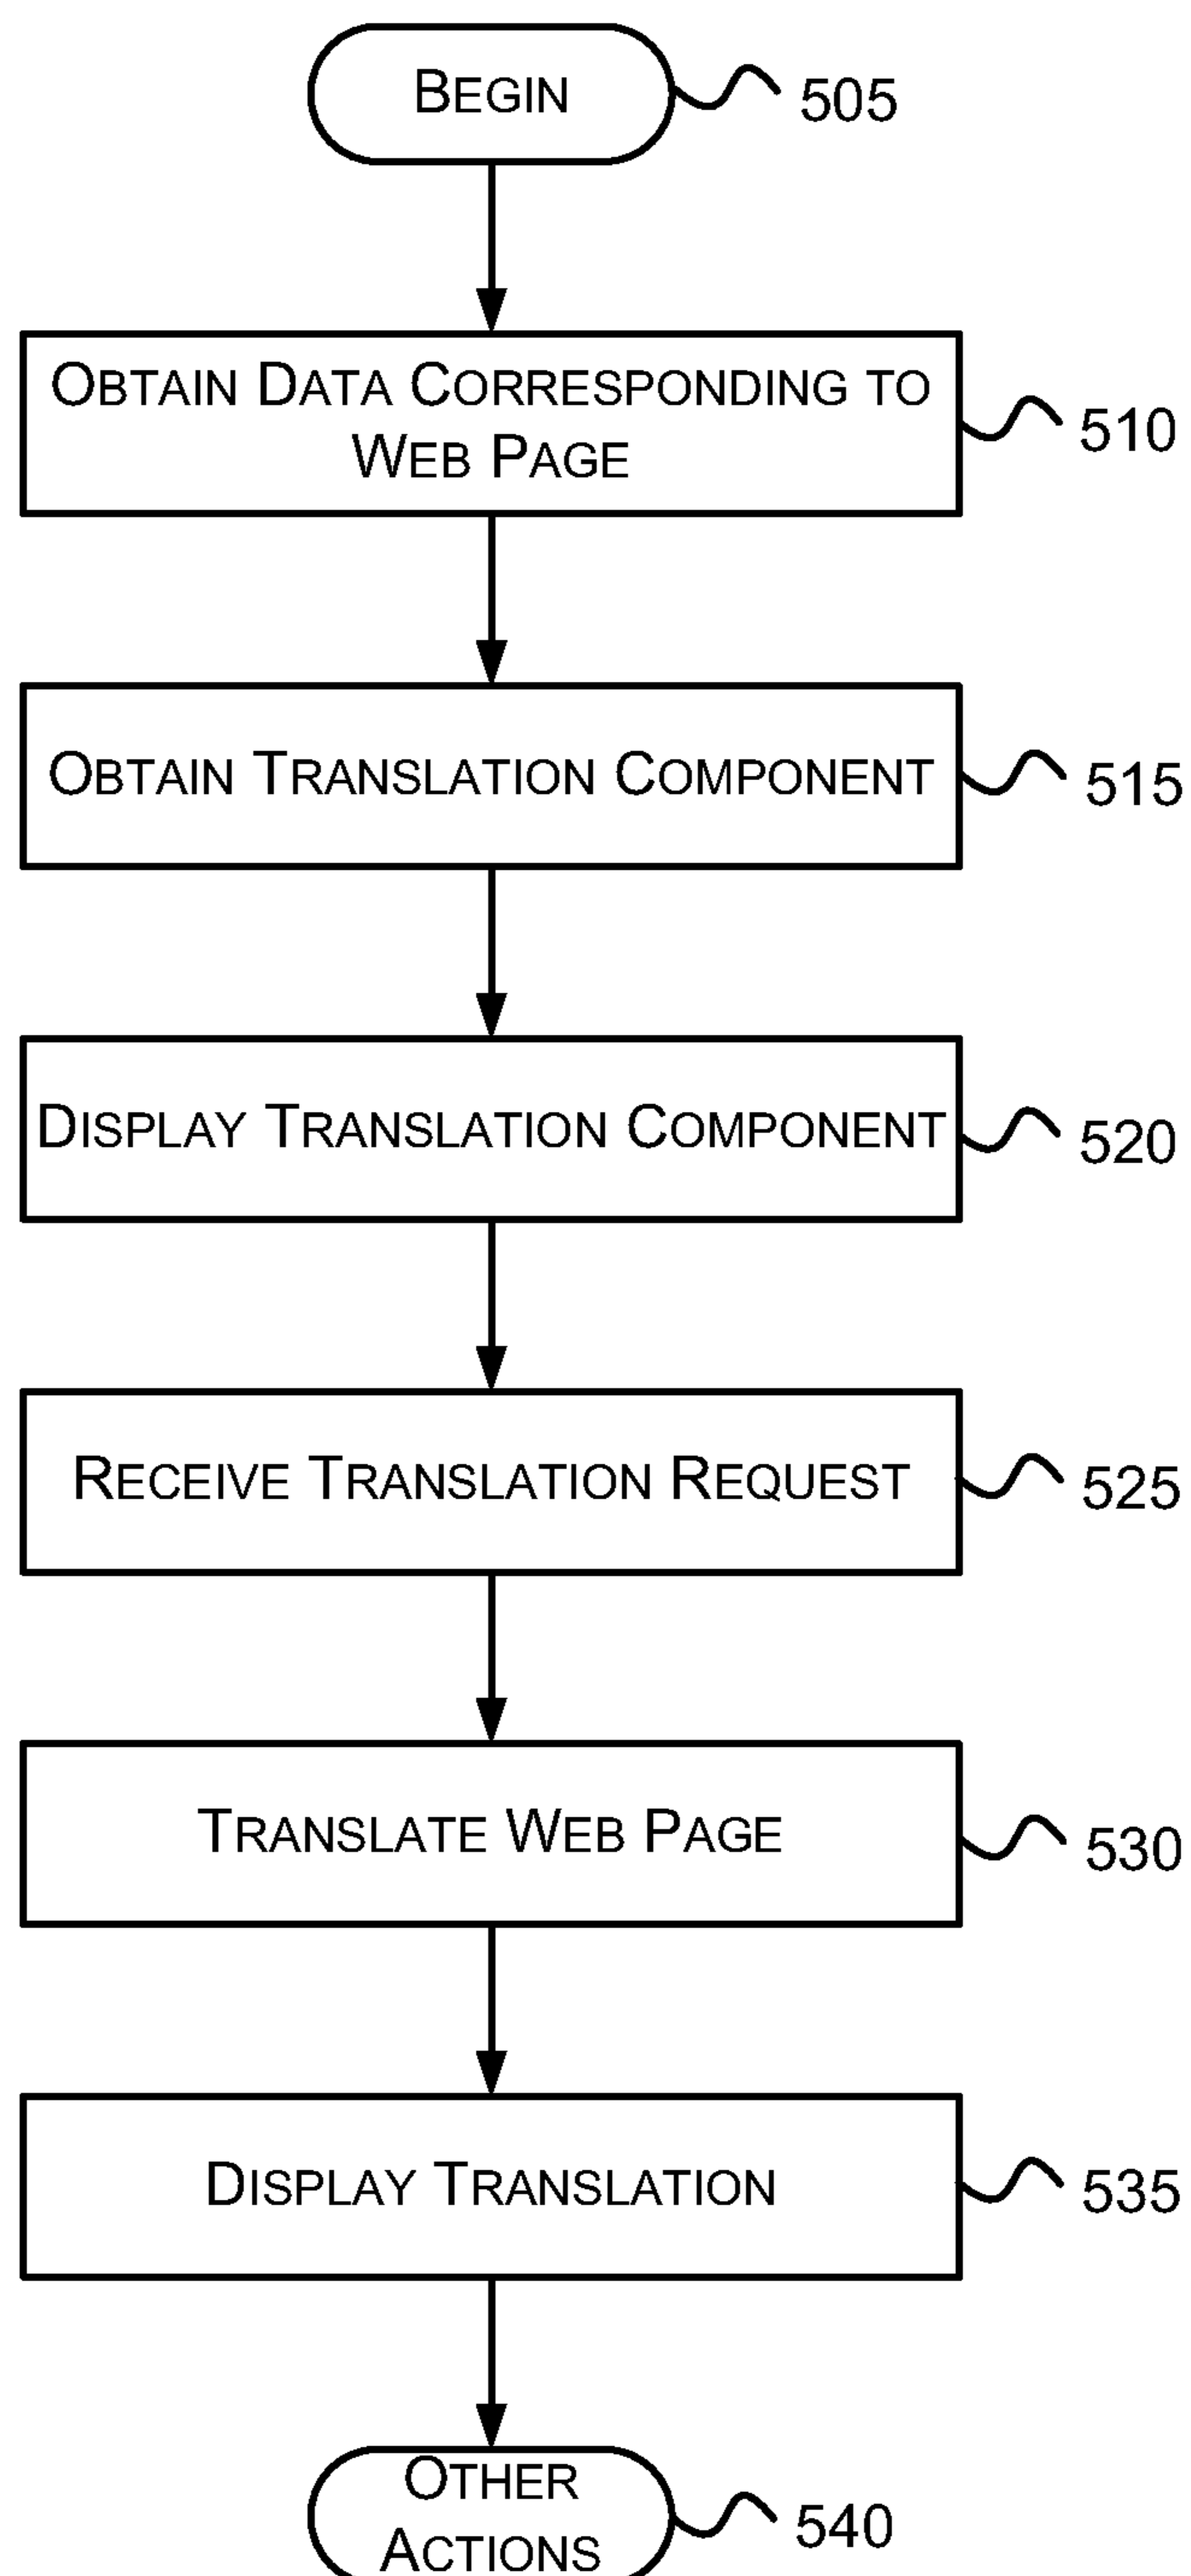 BEGIN
505
OBTAIN DATA CORRESPONDING TO
WEB PAGE
510
OBTAIN TRANSLATION COMPONENT
515
DISPLAY TRANSLATION COMPONENT
520
RECEIVE TRANSLATION REQUEST
525
TRANSLATE WEB PAGE
530
DISPLAY TRANSLATION
535
OTHER
ACTIONS
540